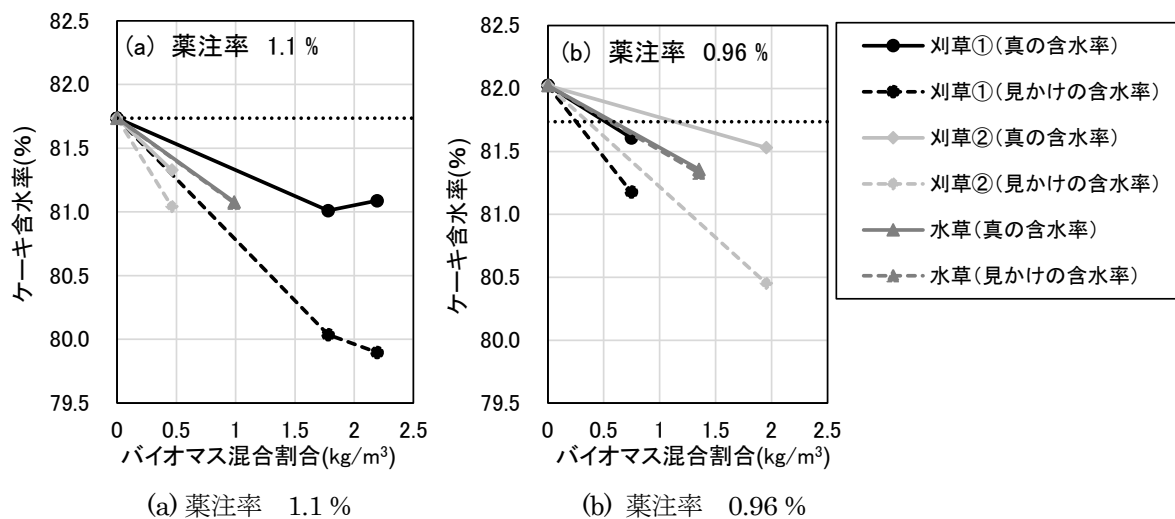 (a) 薬注率 1.1 %
82.5
82.0
81.5
81.0
80.5
80.0
79.5
ケーキ含水率(%)
0 0.5 1 1.5 2 2.5
バイオマス混合割合(kg/m³)
(a) 薬注率 1.1 %
(b) 薬注率 0.96 %
82.5
82.0
81.5
81.0
80.5
80.0
79.5
ケーキ含水率(%)
0 0.5 1 1.5 2 2.5
バイオマス混合割合(kg/m³)
(b) 薬注率 0.96 %
刈草①(真の含水率)
刈草①(見かけの含水率)
刈草②(真の含水率)
刈草②(見かけの含水率)
水草(真の含水率)
水草(見かけの含水率)